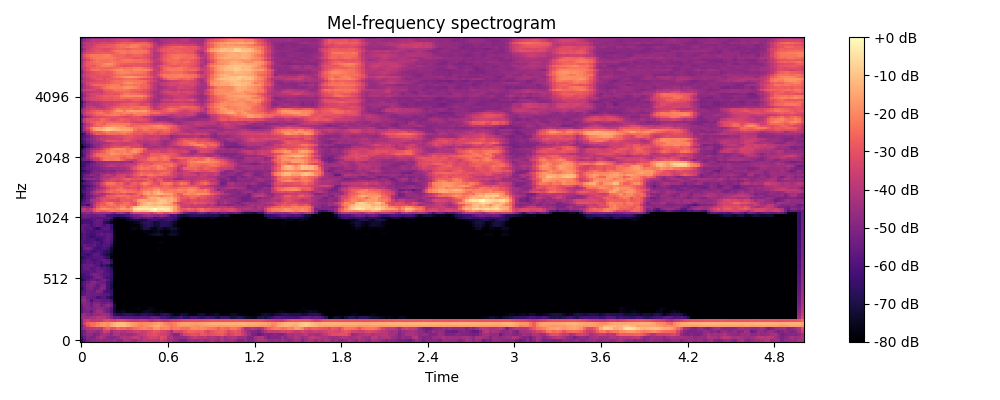 Mel-frequency spectrogram
Hz
4096
2048
1024
512
0
0 0.6 1.2 1.8 2.4 3 3.6 4.2 4.8
Time
+0 dB
-10 dB
-20 dB
-30 dB
-40 dB
-50 dB
-60 dB
-70 dB
-80 dB